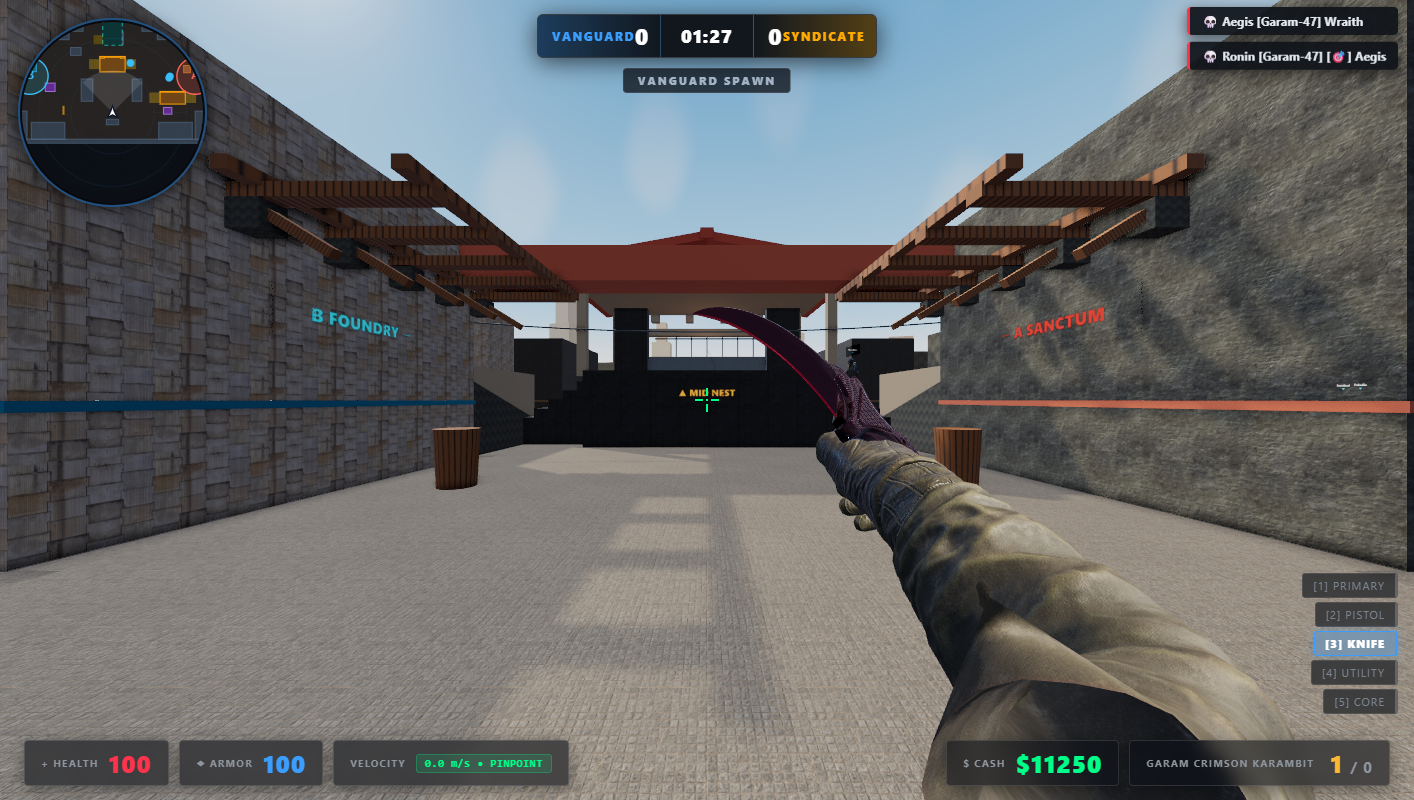 VANGUARD 0 01:27 0 SYNDICATE
VANGUARD SPAWN
Aegis [Garam-47] Wraith
Ronin [Garam-47] [🎯] Aegis
B
A
B FOUNDRY
A SANCTUM
▲ MID NEST
[1] PRIMARY
[2] PISTOL
[3] KNIFE
[4] UTILITY
[5] CORE
+ HEALTH 100
◆ ARMOR 100
VELOCITY 0.0 m/s • PINPOINT
$ CASH $11250
GARAM CRIMSON KARAMBIT 1 / 0